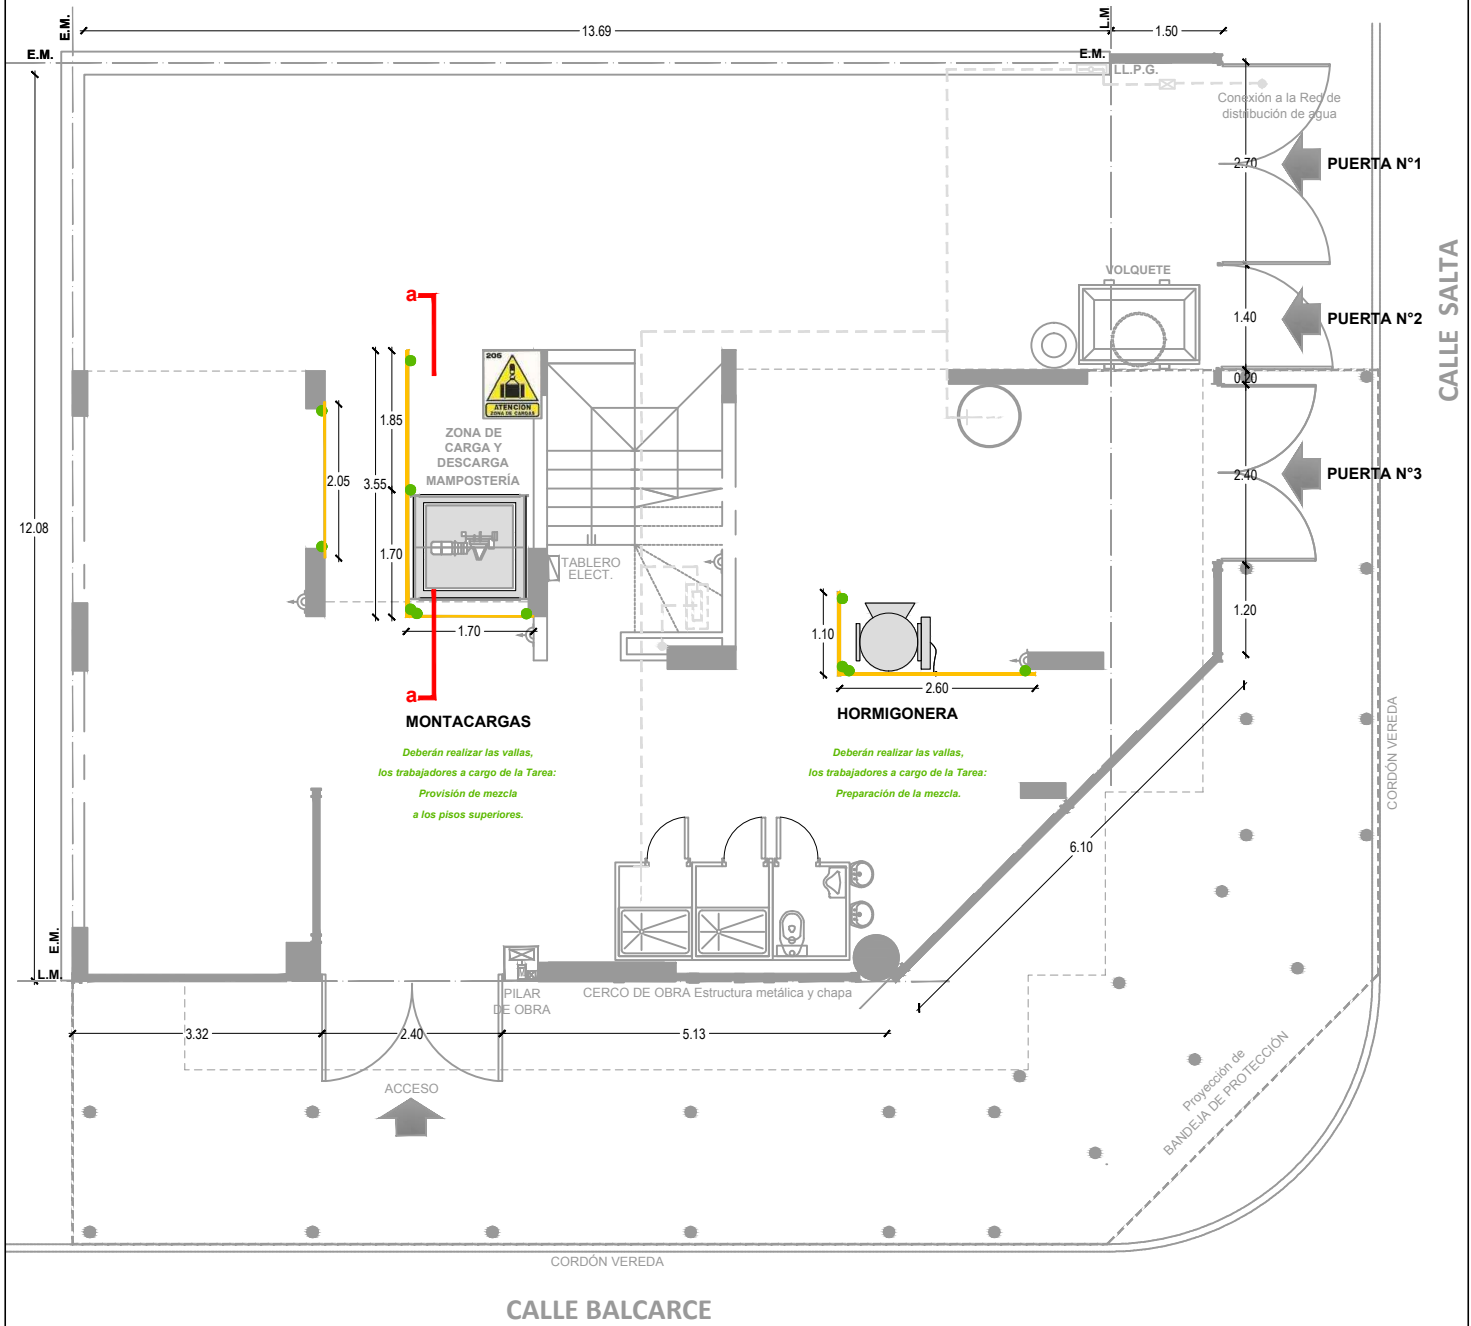 E.M.
L.M
13.69
1.50
E.M.
E.M.
LL.P.G.
Conexión a la Red de
distribución de agua
2.70
PUERTA N°1
CALLE SALTA
VOLQUETE
a
1.40
PUERTA N°2
205
ATENCIÓN
ZONA DE CARGAS
0.20
1.85
ZONA DE
CARGA Y
DESCARGA
MAMPOSTERÍA
2.05
3.55
2.40
PUERTA N°3
12.08
1.70
TABLERO
ELECT.
1.70
1.10
1.20
2.60
a
MONTACARGAS
HORMIGONERA
Deberán realizar las vallas,
los trabajadores a cargo de la Tarea:
Provisión de mezcla
a los pisos superiores.
Deberán realizar las vallas,
los trabajadores a cargo de la Tarea:
Preparación de la mezcla.
CORDÓN VEREDA
6.10
E.M.
L.M.
PILAR
DE OBRA
CERCO DE OBRA Estructura metálica y chapa
3.32
2.40
5.13
ACCESO
Proyección de
BANDEJA DE PROTECCIÓN
CORDÓN VEREDA
CALLE BALCARCE